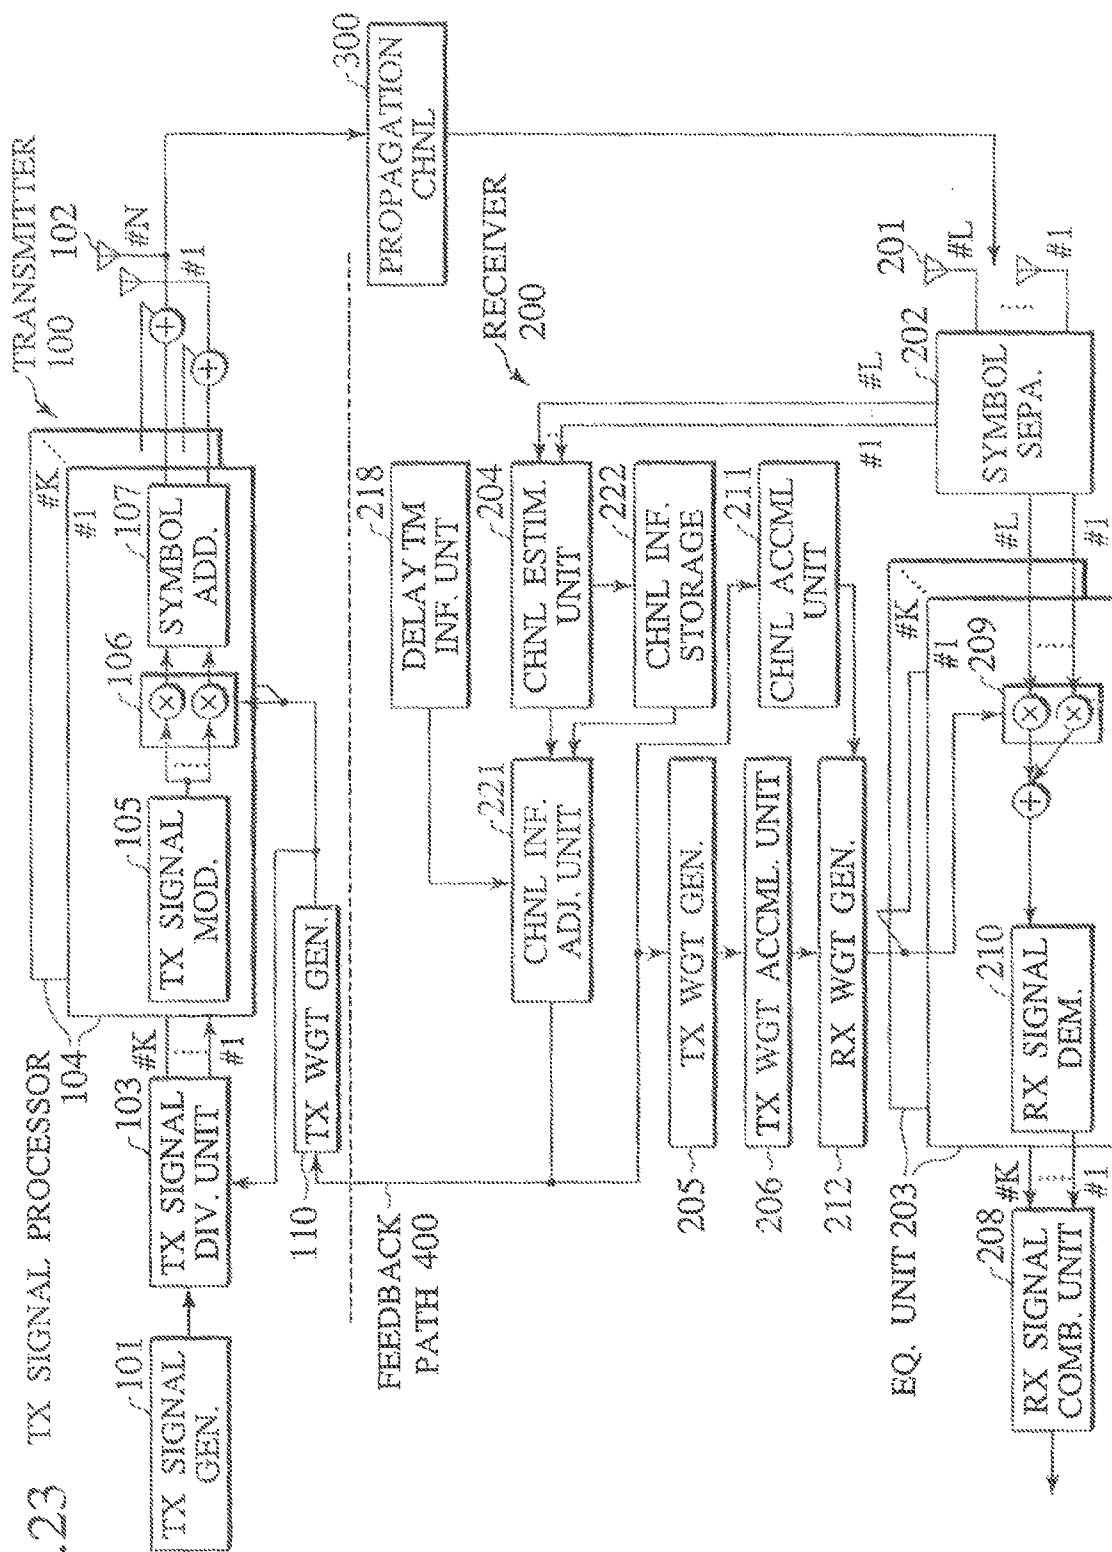 .23
TX SIGNAL PROCESSOR
104
TRANSMITTER
100
101
TX SIGNAL
GEN.
103
TX SIGNAL
DIV. UNIT
#K
#1
#K
#1
105
TX SIGNAL
MOD.
106
107
SYMBOL
ADD.
102
#N
#1
110
TX WGT GEN.
300
PROPAGATION
CHNL
FEEDBACK
PATH 400
RECEIVER
200
218
DELAY TM
INF. UNT
204
CHNL ESTIM.
UNIT
222
CHNL INF.
STORAGE
221
CHNL INF.
ADJ. UNIT
211
CHNL ACCML
UNIT
205
TX WGT GEN.
206
TX WGT ACCML. UNIT
212
RX WGT GEN.
#L
#1
201
#L
#1
202
SYMBOL
SEPA.
#L
#1
EQ. UNIT 203
#K
#1
209
210
RX SIGNAL
DEM.
#K
#1
208
RX SIGNAL
COMB. UNIT